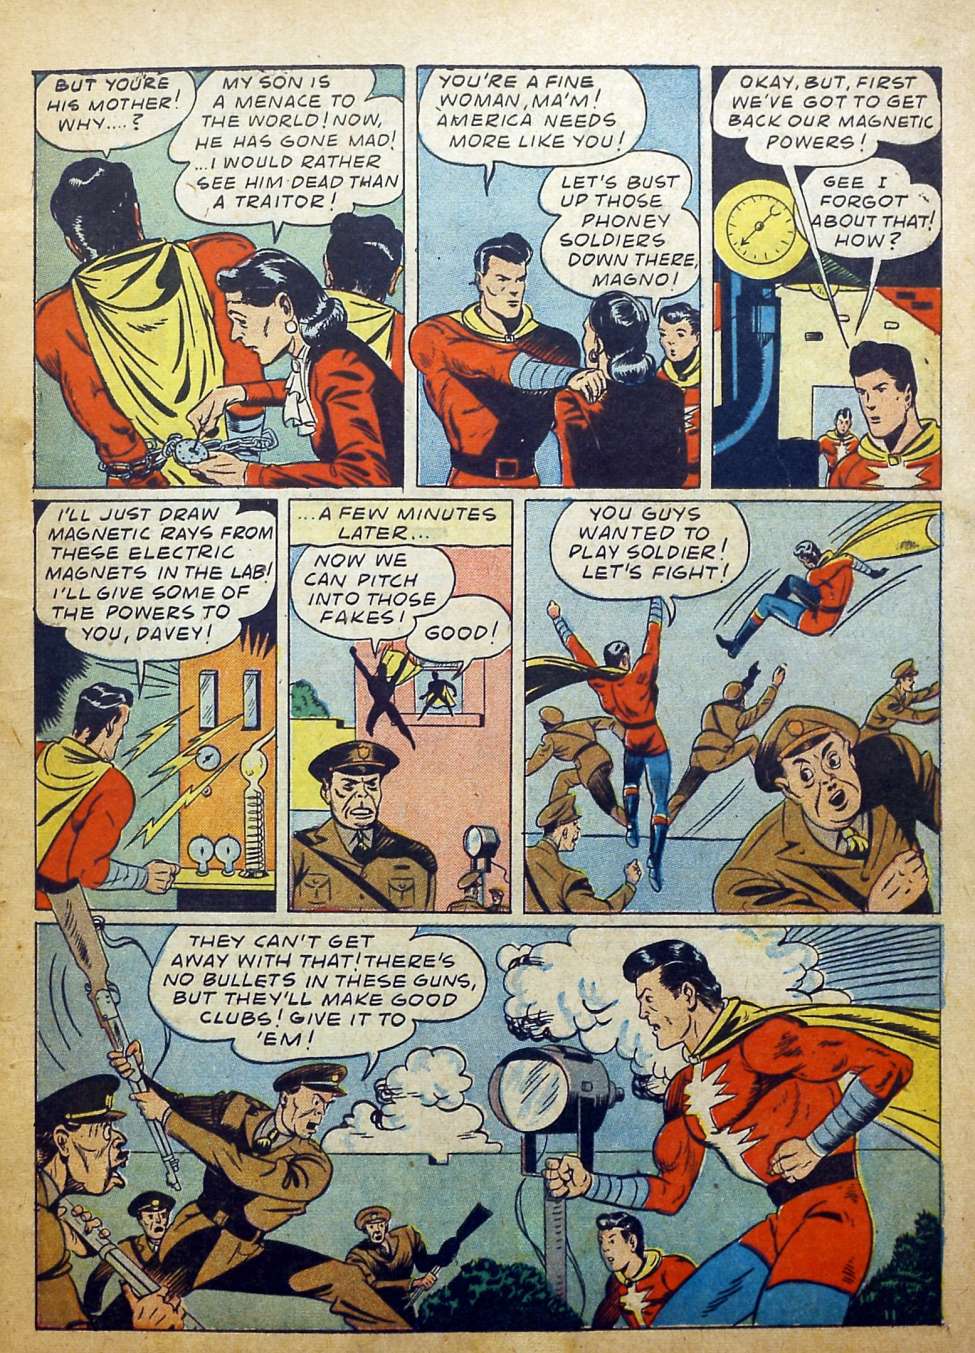 BUT YOU'RE
HIS MOTHER!
WHY....?
MY SON IS
A MENACE TO
THE WORLD! NOW,
HE HAS GONE MAD!
...I WOULD RATHER
SEE HIM DEAD THAN
A TRAITOR!
YOU'RE A FINE
WOMAN, MA'M!
AMERICA NEEDS
MORE LIKE YOU!
LET'S BUST
UP THOSE
PHONEY
SOLDIERS
DOWN THERE,
MAGNO!
OKAY, BUT, FIRST
WE'VE GOT TO GET
BACK OUR MAGNETIC
POWERS!
GEE I
FORGOT
ABOUT THAT!
HOW?
I'LL JUST DRAW
MAGNETIC RAYS FROM
THESE ELECTRIC
MAGNETS IN THE LAB!
I'LL GIVE SOME OF
THE POWERS TO
YOU, DAVEY!
...A FEW MINUTES
LATER...
NOW WE
CAN PITCH
INTO THOSE
FAKES!
GOOD!
YOU GUYS
WANTED TO
PLAY SOLDIER!
LET'S FIGHT!
THEY CAN'T GET
AWAY WITH THAT! THERE'S
NO BULLETS IN THESE GUNS,
BUT THEY'LL MAKE GOOD
CLUBS! GIVE IT TO
'EM!
11